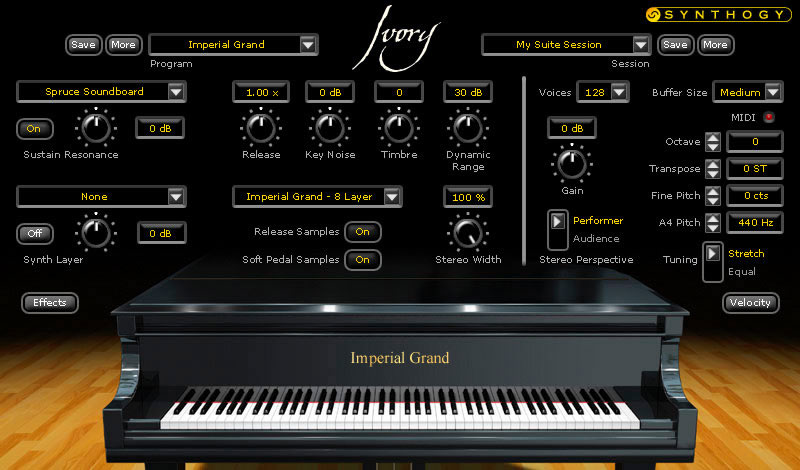 Ivory
SYNTHOGY
Save More Imperial Grand
Program
My Suite Session Save More
Session
Spruce Soundboard
On 0 dB
Sustain Resonance
1.00 x 0 dB 0 30 dB
Release Key Noise Timbre Dynamic
Range
Voices 128 Buffer Size Medium
MIDI
0 dB
Gain
Octave 0
Transpose 0 ST
Fine Pitch 0 cts
A4 Pitch 440 Hz
None
Off 0 dB
Synth Layer
Imperial Grand - 8 Layer 100 %
Release Samples On
Soft Pedal Samples On
Stereo Width
Performer
Audience
Stereo Perspective
Tuning Stretch
Equal
Effects
Velocity
Imperial Grand